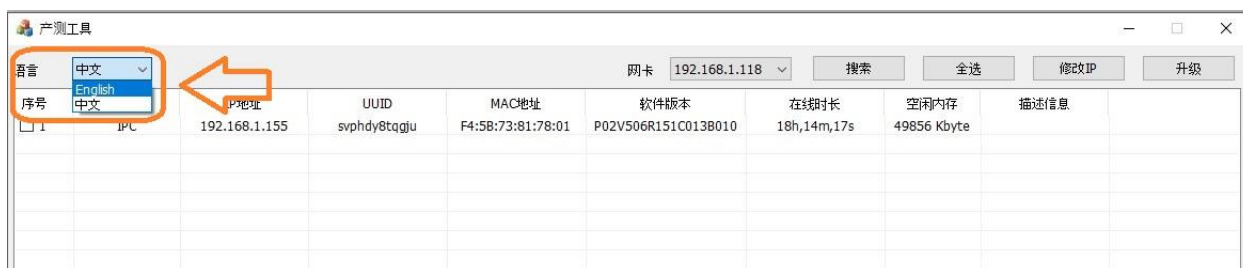 产测工具
语言 中文 网卡 192.168.1.118 搜索 全选 修改IP 升级
English
中文
序号 IP地址 UUID MAC地址 软件版本 在线时长 空闲内存 描述信息
1 IPC 192.168.1.155 svphdy8tqgju F4:5B:73:81:78:01 P02V506R151C013B010 18h,14m,17s 49856 Kbyte